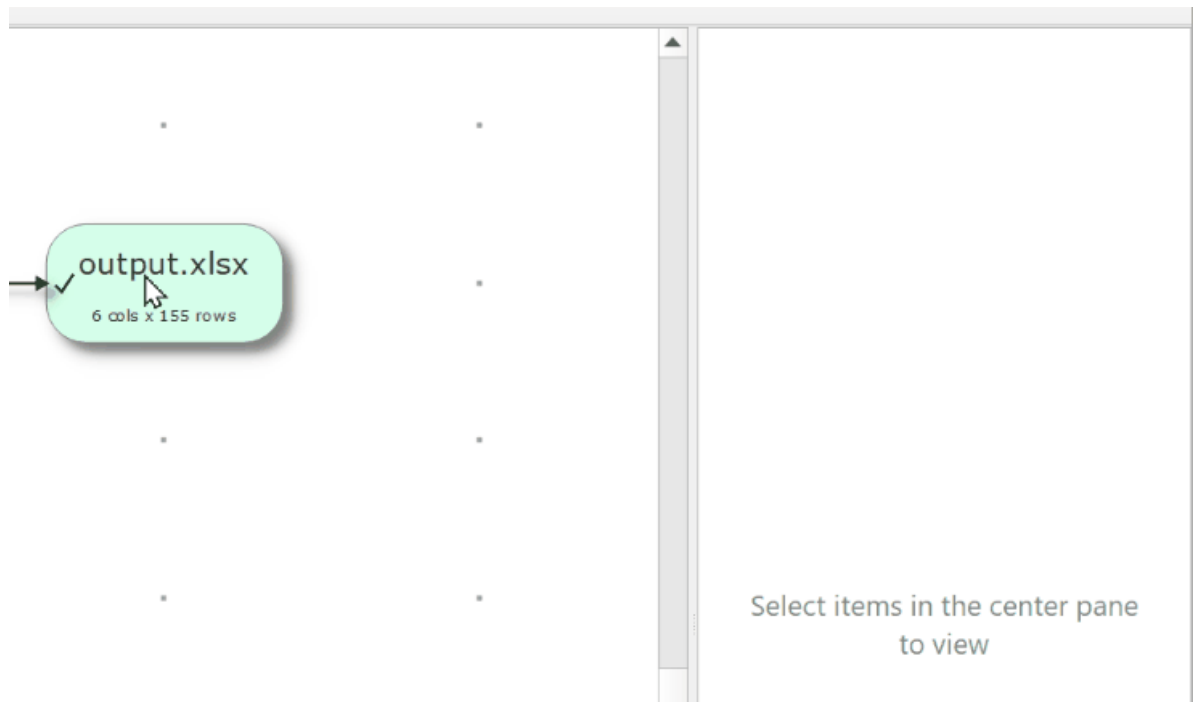 output.xlsx
6 cols x 155 rows
Select items in the center pane
to view